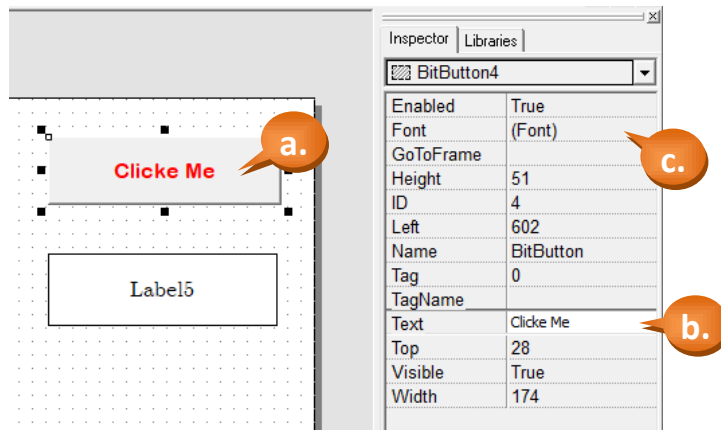 Inspector Libraries
BitButton4
Enabled True
Font (Font)
GoToFrame
Height 51
ID 4
Left 602
Name BitButton
Tag 0
TagName
Text Clicke Me
Top 28
Visible True
Width 174
Clicke Me
Label5
a.
c.
b.